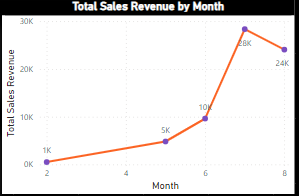 Total Sales Revenue by Month
30K
20K
10K
0K
Total Sales Revenue
1K
5K
10K
28K
24K
2
4
6
8
Month